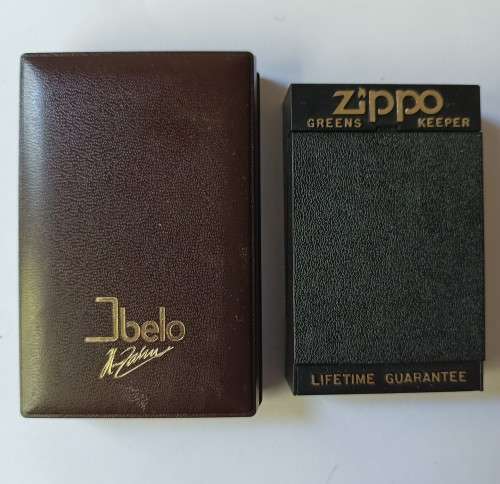 Ibelo
zippo
GREENS KEEPER
LIFETIME GUARANTEE